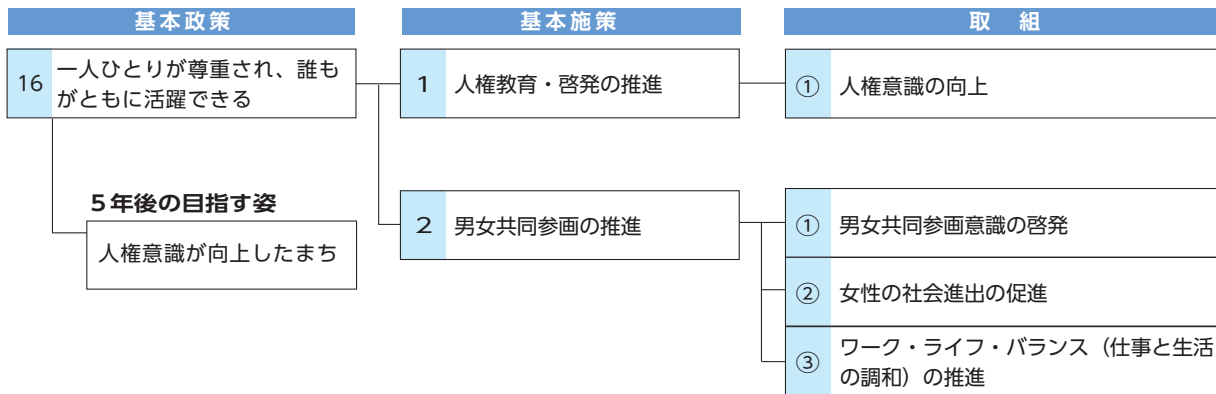 基本政策
基本施策
取　組
16 一人ひとりが尊重され、誰も
がともに活躍できる
1 人権教育・啓発の推進
① 人権意識の向上
５年後の目指す姿
人権意識が向上したまち
2 男女共同参画の推進
① 男女共同参画意識の啓発
② 女性の社会進出の促進
③ ワーク・ライフ・バランス（仕事と生活
の調和）の推進